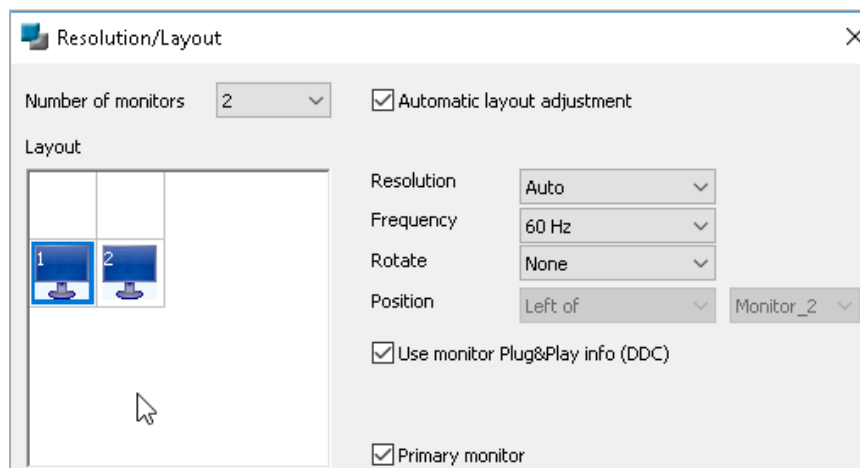 Resolution/Layout
Number of monitors 2
Automatic layout adjustment
Layout
Resolution Auto
Frequency 60 Hz
Rotate None
Position Left of Monitor_2
1 2
Use monitor Plug&Play info (DDC)
Primary monitor